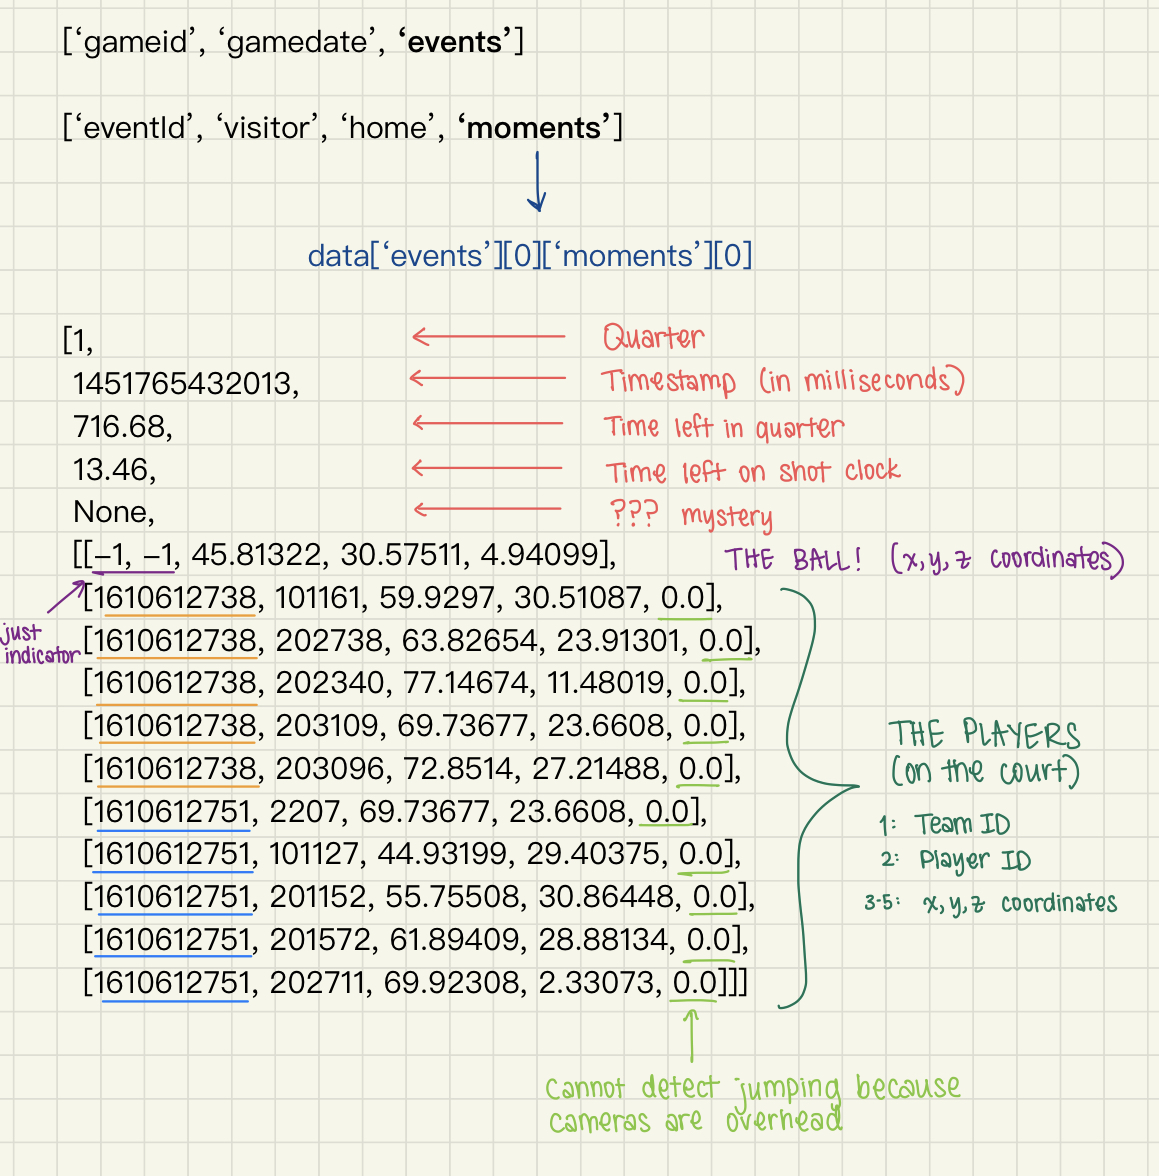 [‘gameid’, ‘gamedate’, ‘events’]
[‘eventId’, ‘visitor’, ‘home’, ‘moments’]
data[‘events’][0][‘moments’][0]
[1, Quarter
1451765432013, Timestamp (in milliseconds)
716.68, Time left in quarter
13.46, Time left on shot clock
None, ??? mystery
[[–1, –1, 45.81322, 30.57511, 4.94099], THE BALL! (x, y, z coordinates)
just
indicator
[1610612738, 101161, 59.9297, 30.51087, 0.0],
[1610612738, 202738, 63.82654, 23.91301, 0.0],
[1610612738, 202340, 77.14674, 11.48019, 0.0],
[1610612738, 203109, 69.73677, 23.6608, 0.0],
[1610612738, 203096, 72.8514, 27.21488, 0.0],
[1610612751, 2207, 69.73677, 23.6608, 0.0],
[1610612751, 101127, 44.93199, 29.40375, 0.0],
[1610612751, 201152, 55.75508, 30.86448, 0.0],
[1610612751, 201572, 61.89409, 28.88134, 0.0],
[1610612751, 202711, 69.92308, 2.33073, 0.0]]]
THE PLAYERS
(on the court)
1: Team ID
2: Player ID
3-5: x, y, z coordinates
Cannot detect jumping because
cameras are overhead